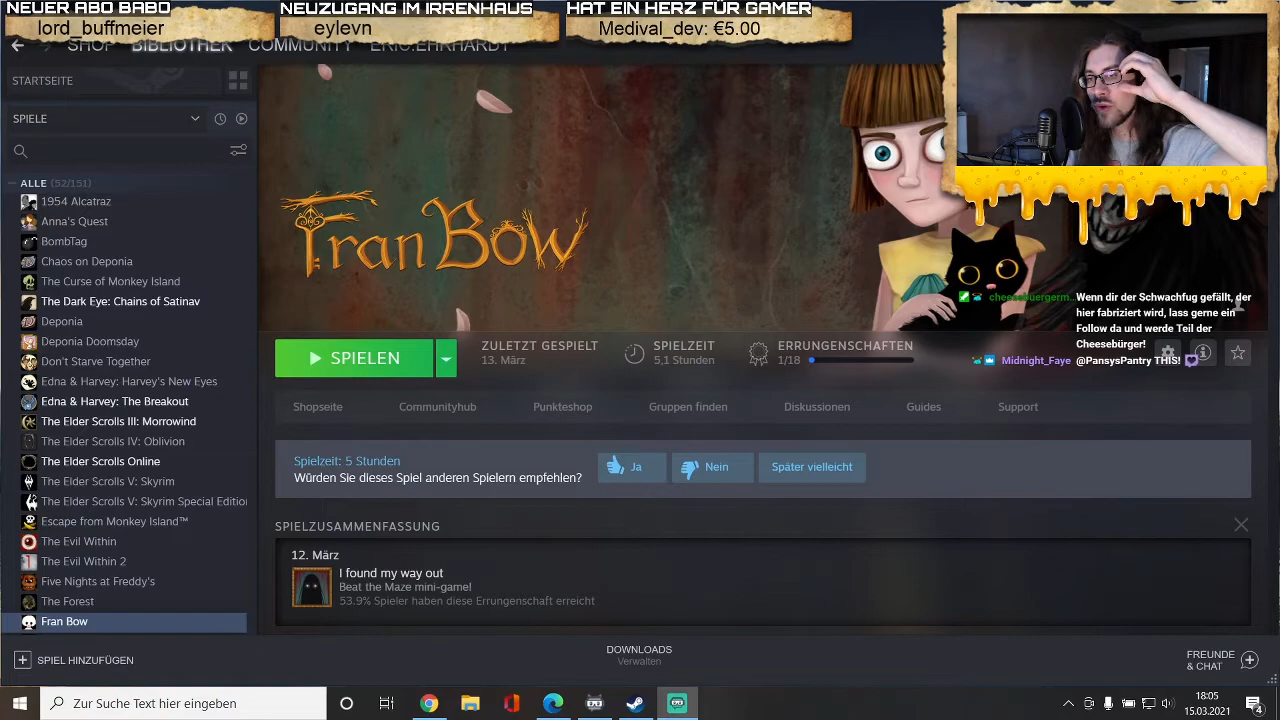 NEUER ABO BABO
lord_buffmeier
NEUZUGANG IM IRRENHAUS
eylevn
HAT EIN HERZ FÜR GAMER
Medival_dev: €5.00
SHOP BIBLIOTHEK COMMUNITY ERIC.EHRHARDT
STARTSEITE
SPIELE
ALLE (52/151)
1954 Alcatraz
Anna's Quest
BombTag
Chaos on Deponia
The Curse of Monkey Island
The Dark Eye: Chains of Satinav
Deponia
Deponia Doomsday
Don't Starve Together
Edna & Harvey: Harvey's New Eyes
Edna & Harvey: The Breakout
The Elder Scrolls III: Morrowind
The Elder Scrolls IV: Oblivion
The Elder Scrolls Online
The Elder Scrolls V: Skyrim
The Elder Scrolls V: Skyrim Special Edition
Escape from Monkey Island™
The Evil Within
The Evil Within 2
Five Nights at Freddy's
The Forest
Fran Bow
SPIEL HINZUFÜGEN
Fran Bow
cheesebuergerm... Wenn dir der Schwachfug gefällt, der
hier fabriziert wird, lass gerne ein
Follow da und werde Teil der
Cheesebürger!
Midnight_Faye @PansysPantry THIS!
SPIELEN
ZULETZT GESPIELT
13. März
SPIELZEIT
5,1 Stunden
ERRUNGENSCHAFTEN
1/18
Shopseite Communityhub Punkteshop Gruppen finden Diskussionen Guides Support
Spielzeit: 5 Stunden
Würden Sie dieses Spiel anderen Spielern empfehlen?
Ja Nein Später vielleicht
SPIELZUSAMMENFASSUNG
12. März
I found my way out
Beat the Maze mini-game!
53.9% Spieler haben diese Errungenschaft erreicht
DOWNLOADS
Verwalten
FREUNDE
& CHAT
Zur Suche Text hier eingeben
18:05
15.03.2021
4